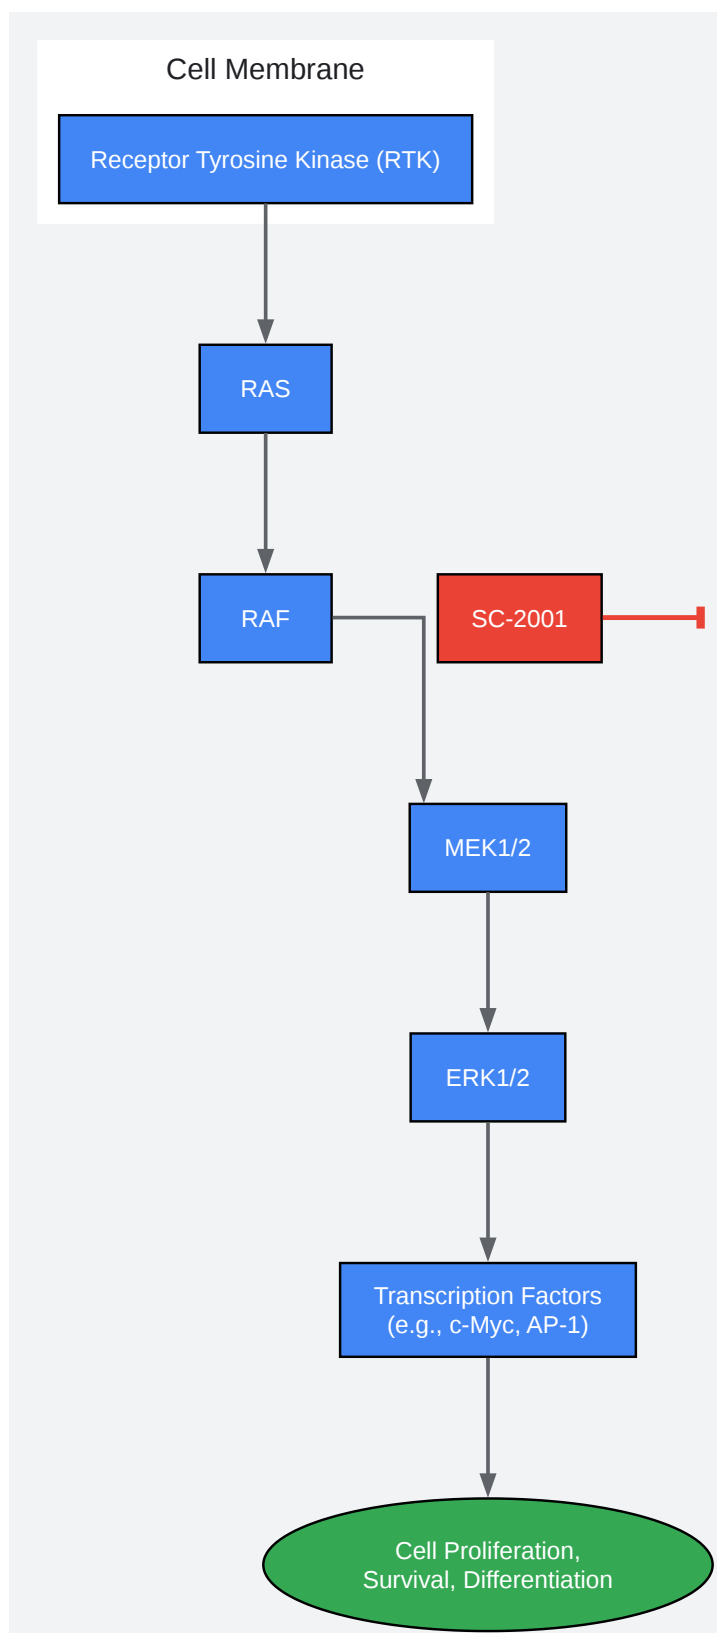 Cell Membrane
Receptor Tyrosine Kinase (RTK)
RAS
RAF
SC-2001
MEK1/2
ERK1/2
Transcription Factors
(e.g., c-Myc, AP-1)
Cell Proliferation,
Survival, Differentiation